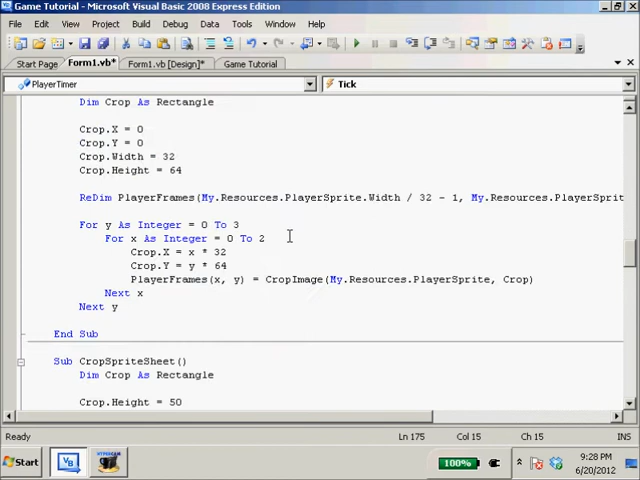 Game Tutorial - Microsoft Visual Basic 2008 Express Edition
File Edit View Project Build Debug Data Tools Window Help
Start Page Form1.vb* Form1.vb [Design]* Game Tutorial
PlayerTimer Tick
Dim Crop As Rectangle
Crop.X = 0
Crop.Y = 0
Crop.Width = 32
Crop.Height = 64
ReDim PlayerFrames(My.Resources.PlayerSprite.Width / 32 - 1, My.Resources.PlayerSprit
For y As Integer = 0 To 3
For x As Integer = 0 To 2
Crop.X = x * 32
Crop.Y = y * 64
PlayerFrames(x, y) = CropImage(My.Resources.PlayerSprite, Crop)
Next x
Next y
End Sub
Sub CropSpriteSheet()
Dim Crop As Rectangle
Crop.Height = 50
Ready Ln 175 Col 15 Ch 15 INS
Start 100% 9:28 PM
6/20/2012